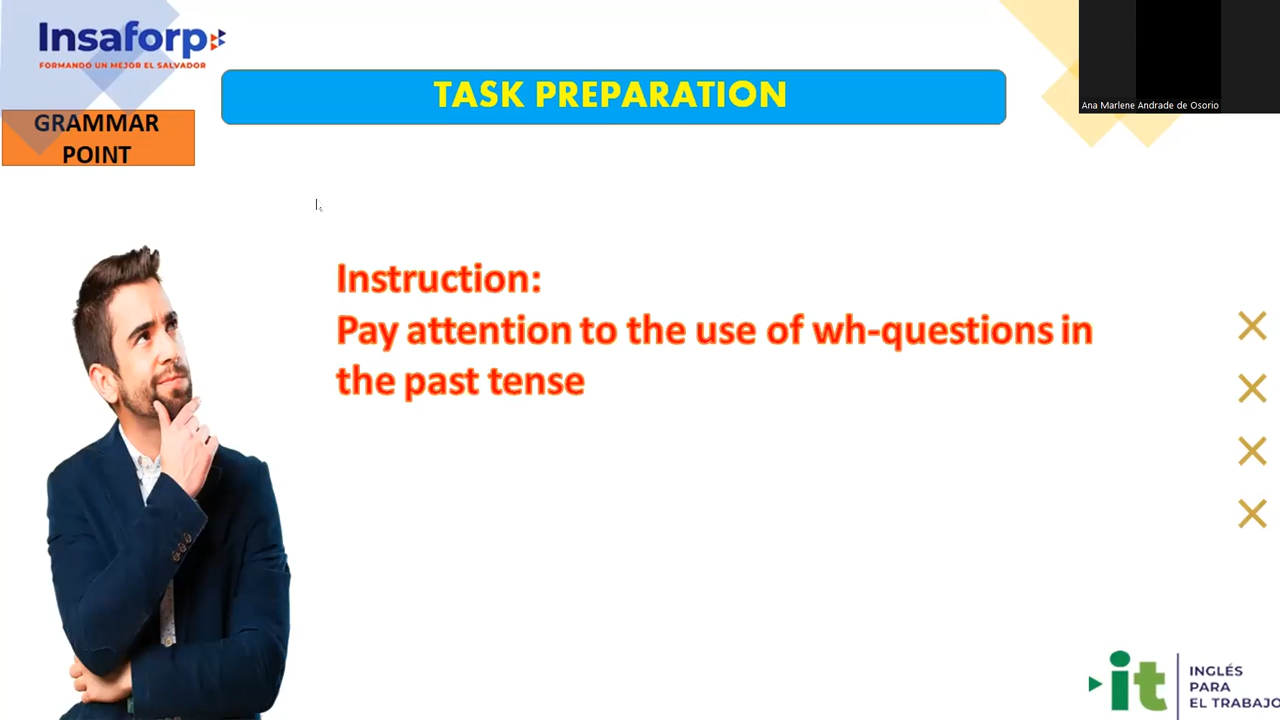 Insaforp
FORMANDO UN MEJOR EL SALVADOR
TASK PREPARATION
Ana Marlene Andrade de Osorio
GRAMMAR
POINT
Instruction:
Pay attention to the use of wh-questions in
the past tense
it
INGLÉS
PARA
EL TRABAJO